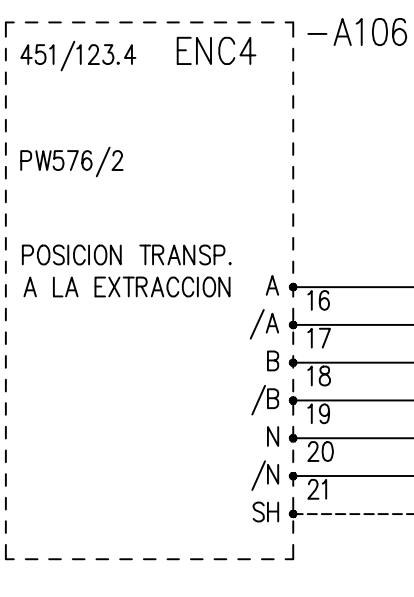 451/123.4 ENC4 -A106
PW576/2
POSICION TRANSP.
A LA EXTRACCION
A 16
/A 17
B 18
/B 19
N 20
/N 21
SH